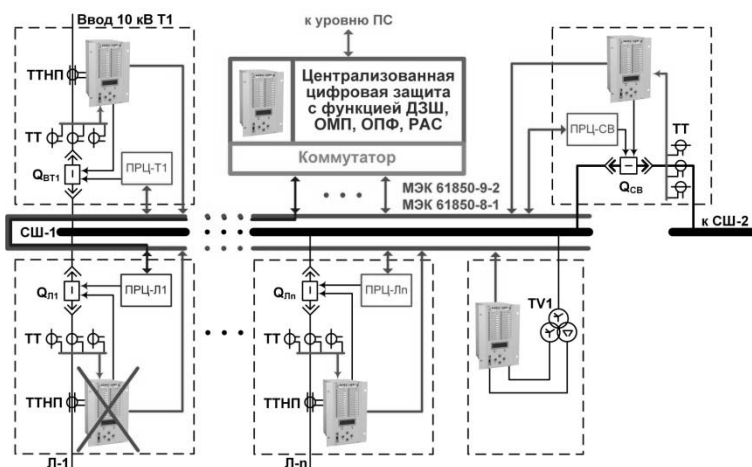 Ввод 10 кВ Т1
ТТНП
ТТ
QВТ1
ПРЦ-Т1
к уровню ПС
Централизованная
цифровая защита
с функцией ДЗШ,
ОМП, ОПФ, РАС
Коммутатор
МЭК 61850-9-2
МЭК 61850-8-1
ПРЦ-СВ
ТТ
QСВ
СШ-1
к СШ-2
QЛ1
ПРЦ-Л1
ТТ
ТТНП
Л-1
QЛn
ПРЦ-Лn
ТТ
ТТНП
Л-n
TV1